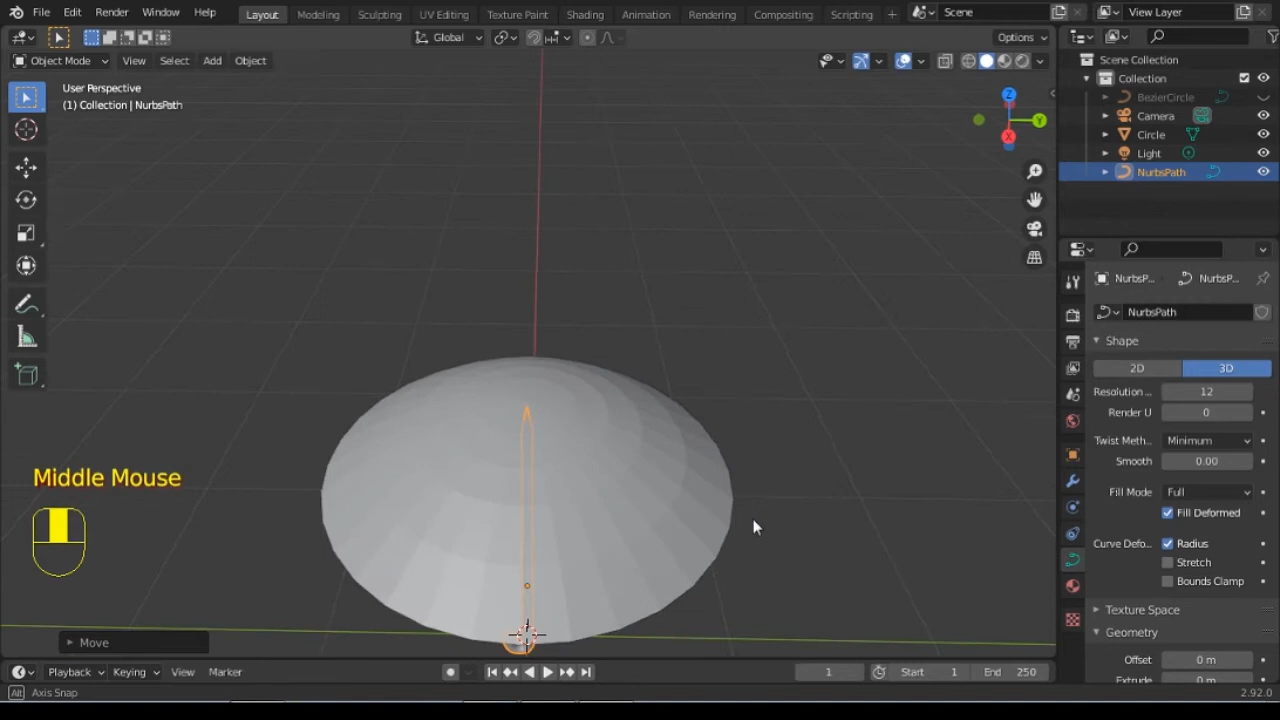 File Edit Render Window Help Layout Modeling Sculpting UV Editing Texture Paint Shading Animation Rendering Compositing Scripting Scene View Layer
Global Options
Object Mode View Select Add Object
Scene Collection
Collection
BezierCircle
Camera
Circle
Light
NurbsPath
User Perspective
(1) Collection | NurbsPath
Z
Y
X
NurbsP... NurbsP...
NurbsPath
Shape
2D 3D
Resolution ... 12
Render U 0
Twist Meth... Minimum
Smooth 0.00
Fill Mode Full
Fill Deformed
Curve Defo... Radius
Stretch
Bounds Clamp
Texture Space
Geometry
Offset 0 m
Extrude 0 m
Middle Mouse
Move
Playback Keying View Marker 1 Start 1 End 250
Alt Axis Snap 2.92.0